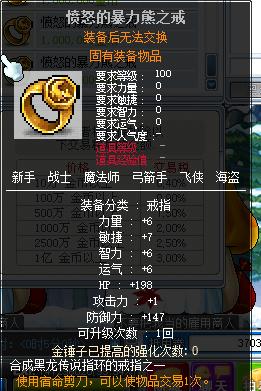 愤怒的暴力熊之戒
装备后无法交换
固有装备物品
要求等级： 100
要求力量： 0
要求敏捷： 0
要求智力： 0
要求运气： 0
要求人气度： -
道具等级： -
道具经验值
新手 战士 魔法师 弓箭手 飞侠 海盗
装备分类 ： 戒指
力量 ： +6
敏捷 ： +7
智力 ： +6
运气 ： +6
HP ： +198
攻击力 ： +1
防御力 ： +147
可升级次数 ： 1回
金锤子已提高的强化次数： 0
合成黑龙传说指环的戒指之一
使用宿命剪刀，可以使物品交易1次。